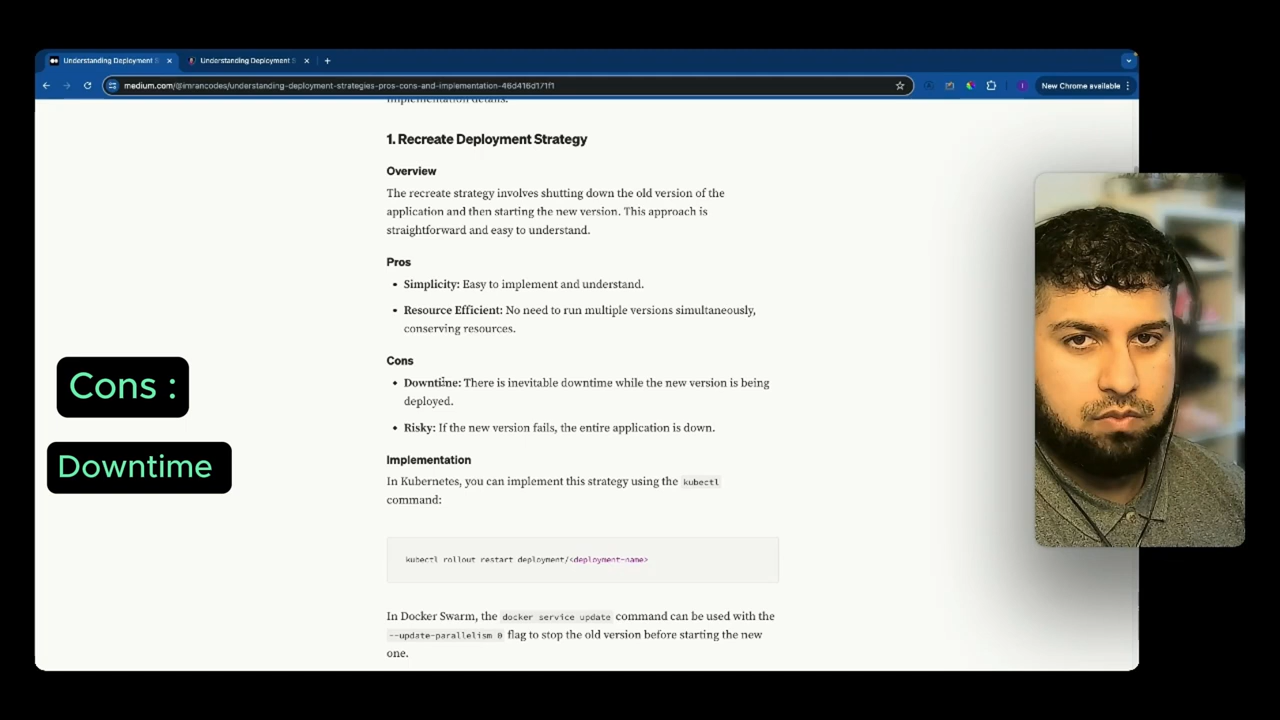 Understanding Deployment S
Understanding Deployment S
medium.com/@imrancodes/understanding-deployment-strategies-pros-cons-and-implementation-46d416d171f1
New Chrome available
implementation details.
1. Recreate Deployment Strategy
Overview
The recreate strategy involves shutting down the old version of the
application and then starting the new version. This approach is
straightforward and easy to understand.
Pros
• Simplicity: Easy to implement and understand.
• Resource Efficient: No need to run multiple versions simultaneously,
conserving resources.
Cons
• Downtime: There is inevitable downtime while the new version is being
deployed.
• Risky: If the new version fails, the entire application is down.
Implementation
In Kubernetes, you can implement this strategy using the kubectl
command:
kubectl rollout restart deployment/<deployment-name>
In Docker Swarm, the docker service update command can be used with the
--update-parallelism 0 flag to stop the old version before starting the new
one.
Cons :
Downtime